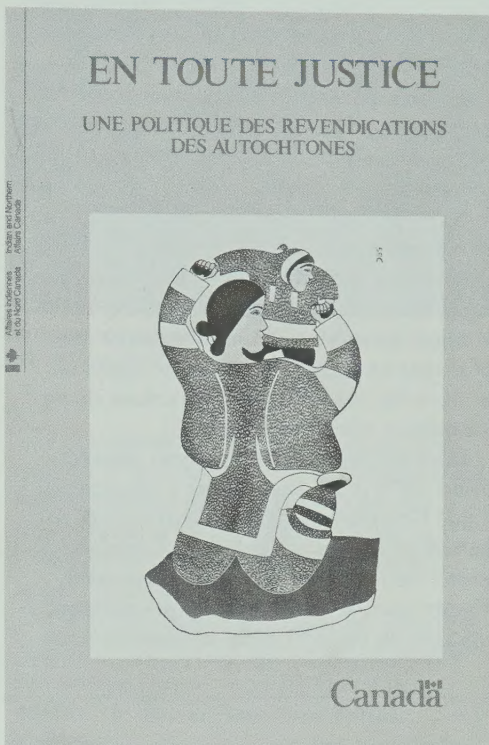 EN TOUTE JUSTICE
UNE POLITIQUE DES REVENDICATIONS
DES AUTOCHTONES
Affaires indiennes
et du Nord Canada
Indian and Northern
Affairs Canada
Canada